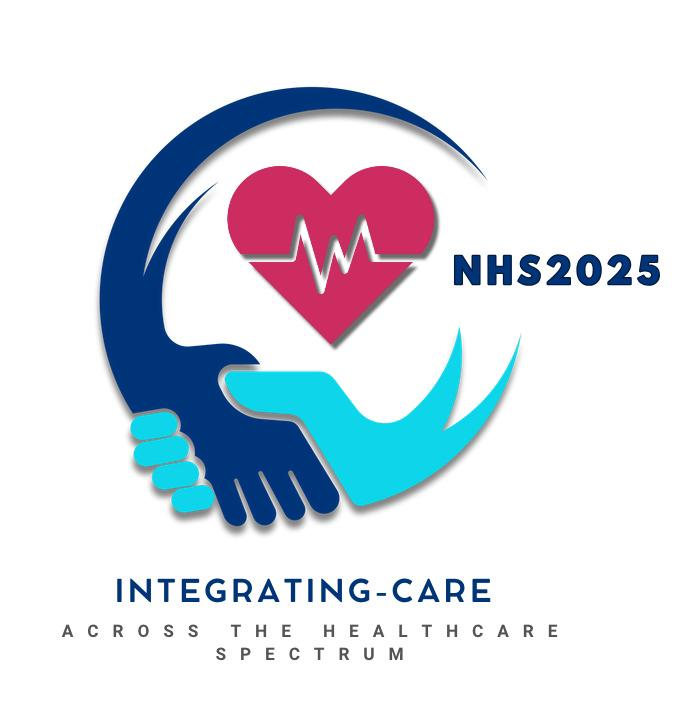 NHS2025
INTEGRATING-CARE
ACROSS THE HEALTHCARE
SPECTRUM